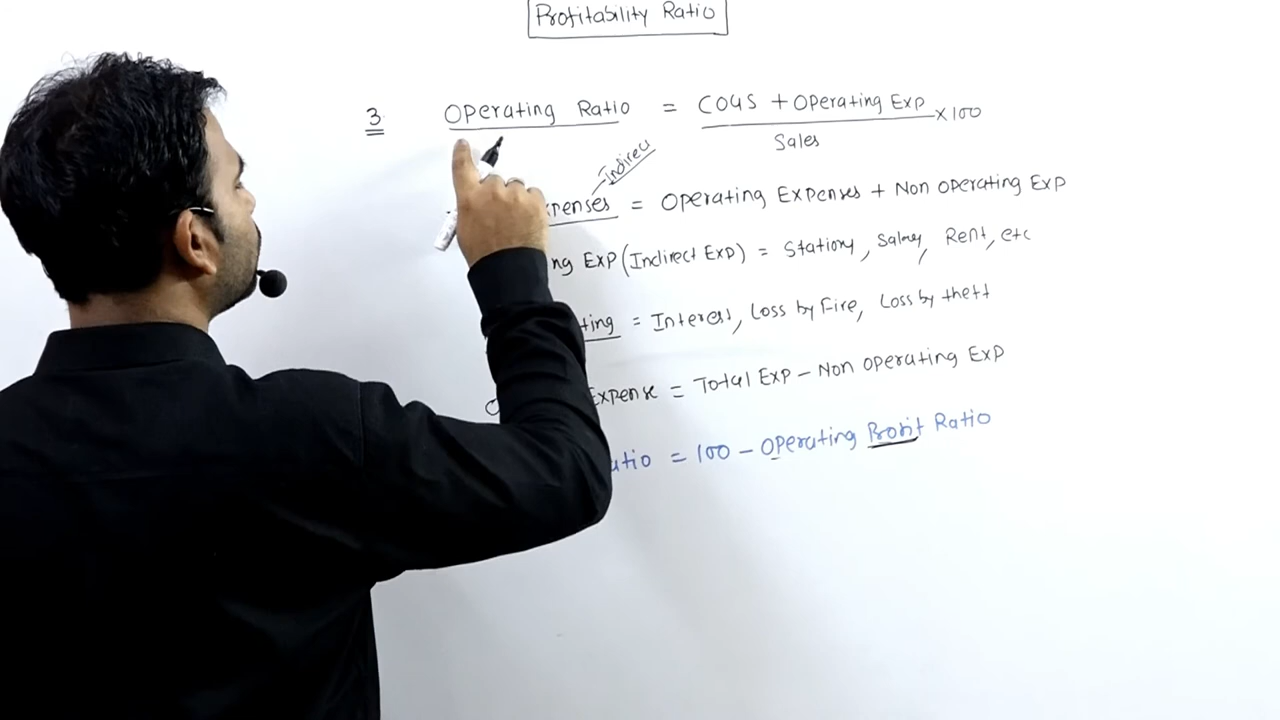 Profitability Ratio
3 Operating Ratio = COGS + Operating Exp × 100
Sales
Indirect
penses = Operating Expenses + Non Operating Exp
ng Exp (Indirect Exp) = Stationy, Salary, Rent, etc
ting = Interest, Loss by Fire, Loss by theft
Expense = Total Exp - Non Operating Exp
atio = 100 - Operating Profit Ratio